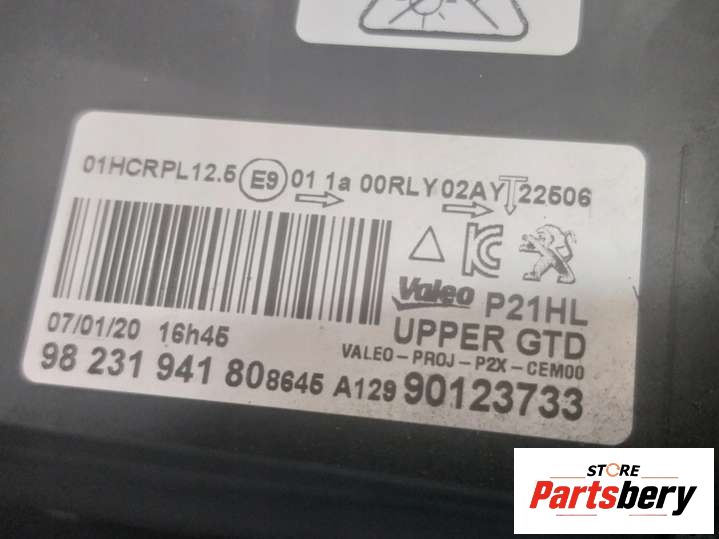 01HCRPL12.5 E9 01 1a 00RLY02AY 22506
KC
Valeo P21HL
UPPER GTD
VALEO-PROJ-P2X-CEM00
07/01/20 16h45
98 231 941 80 8645 A129 90123733
STORE
Partsbery